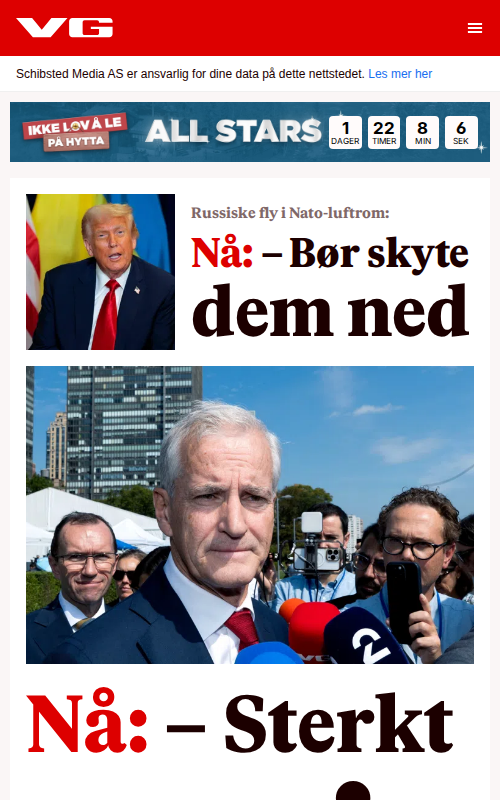 VG
Schibsted Media AS er ansvarlig for dine data på dette nettstedet. Les mer her
IKKE LOV Å LE
PÅ HYTTA
ALL STARS
1 22 8 6
DAGER TIMER MIN SEK
Russiske fly i Nato-luftrom:
Nå: – Bør skyte
dem ned
2
VG
Nå: – Sterkt